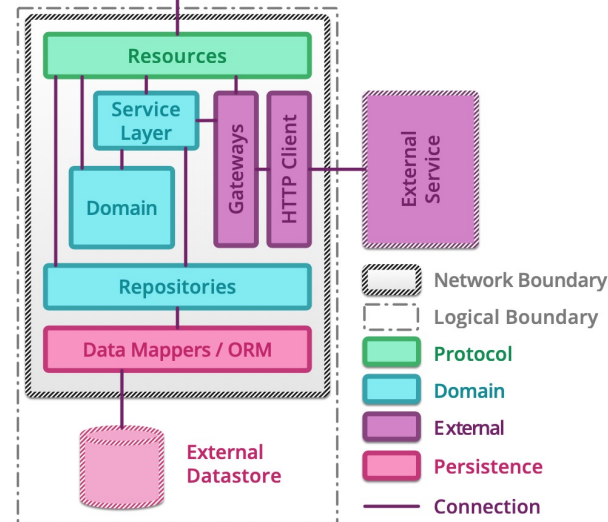 Resources
Service
Layer
Gateways
HTTP Client
Domain
External
Service
Repositories
Data Mappers / ORM
External
Datastore
Network Boundary
Logical Boundary
Protocol
Domain
External
Persistence
Connection